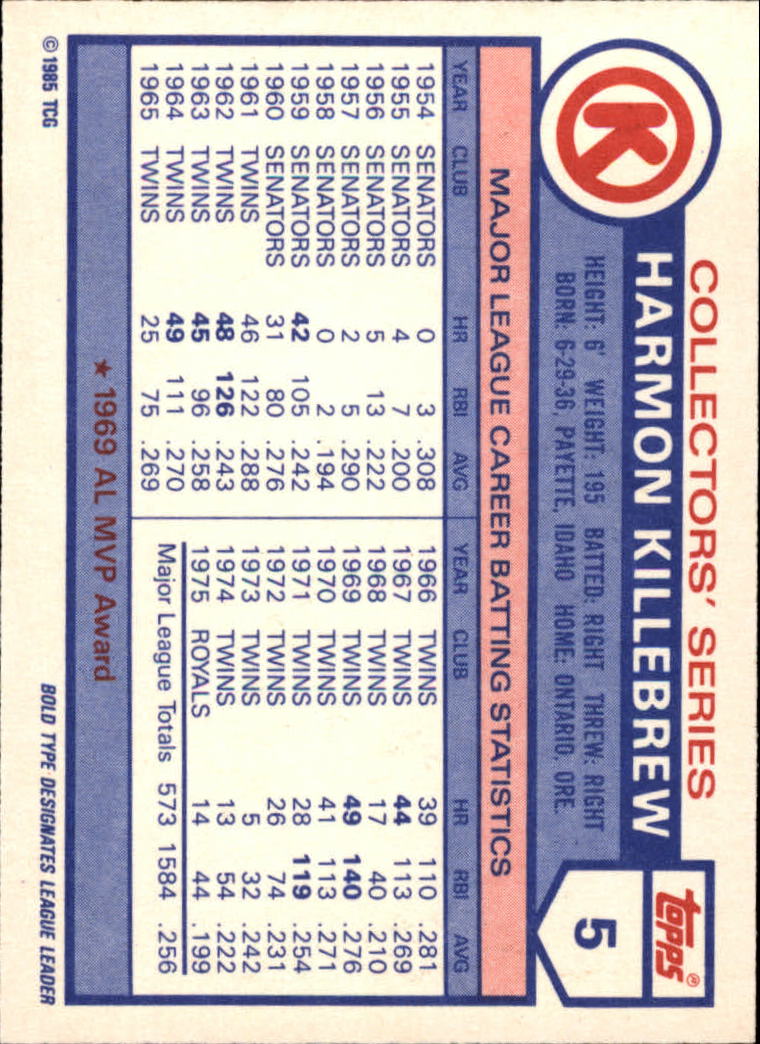 COLLECTORS' SERIES
HARMON KILLEBREW
topps®
5
K
HEIGHT: 6' WEIGHT: 195 BATTED: RIGHT THREW: RIGHT
BORN: 6-29-36, PAYETTE, IDAHO HOME: ONTARIO, ORE.
MAJOR LEAGUE CAREER BATTING STATISTICS
YEAR CLUB HR RBI AVG
1954 SENATORS 0 3 .308
1955 SENATORS 4 7 .200
1956 SENATORS 5 13 .222
1957 SENATORS 2 5 .290
1958 SENATORS 0 2 .194
1959 SENATORS 42 105 .242
1960 SENATORS 31 80 .276
1961 TWINS 46 122 .288
1962 TWINS 48 126 .243
1963 TWINS 45 96 .258
1964 TWINS 49 111 .270
1965 TWINS 25 75 .269
YEAR CLUB HR RBI AVG
1966 TWINS 39 110 .281
1967 TWINS 44 113 .269
1968 TWINS 17 40 .210
1969 TWINS 49 140 .276
1970 TWINS 41 113 .271
1971 TWINS 28 119 .254
1972 TWINS 26 74 .231
1973 TWINS 5 32 .242
1974 TWINS 13 54 .222
1975 ROYALS 14 44 .199
Major League Totals 573 1584 .256
★ 1969 AL MVP Award
© 1985 TCG
BOLD TYPE DESIGNATES LEAGUE LEADER